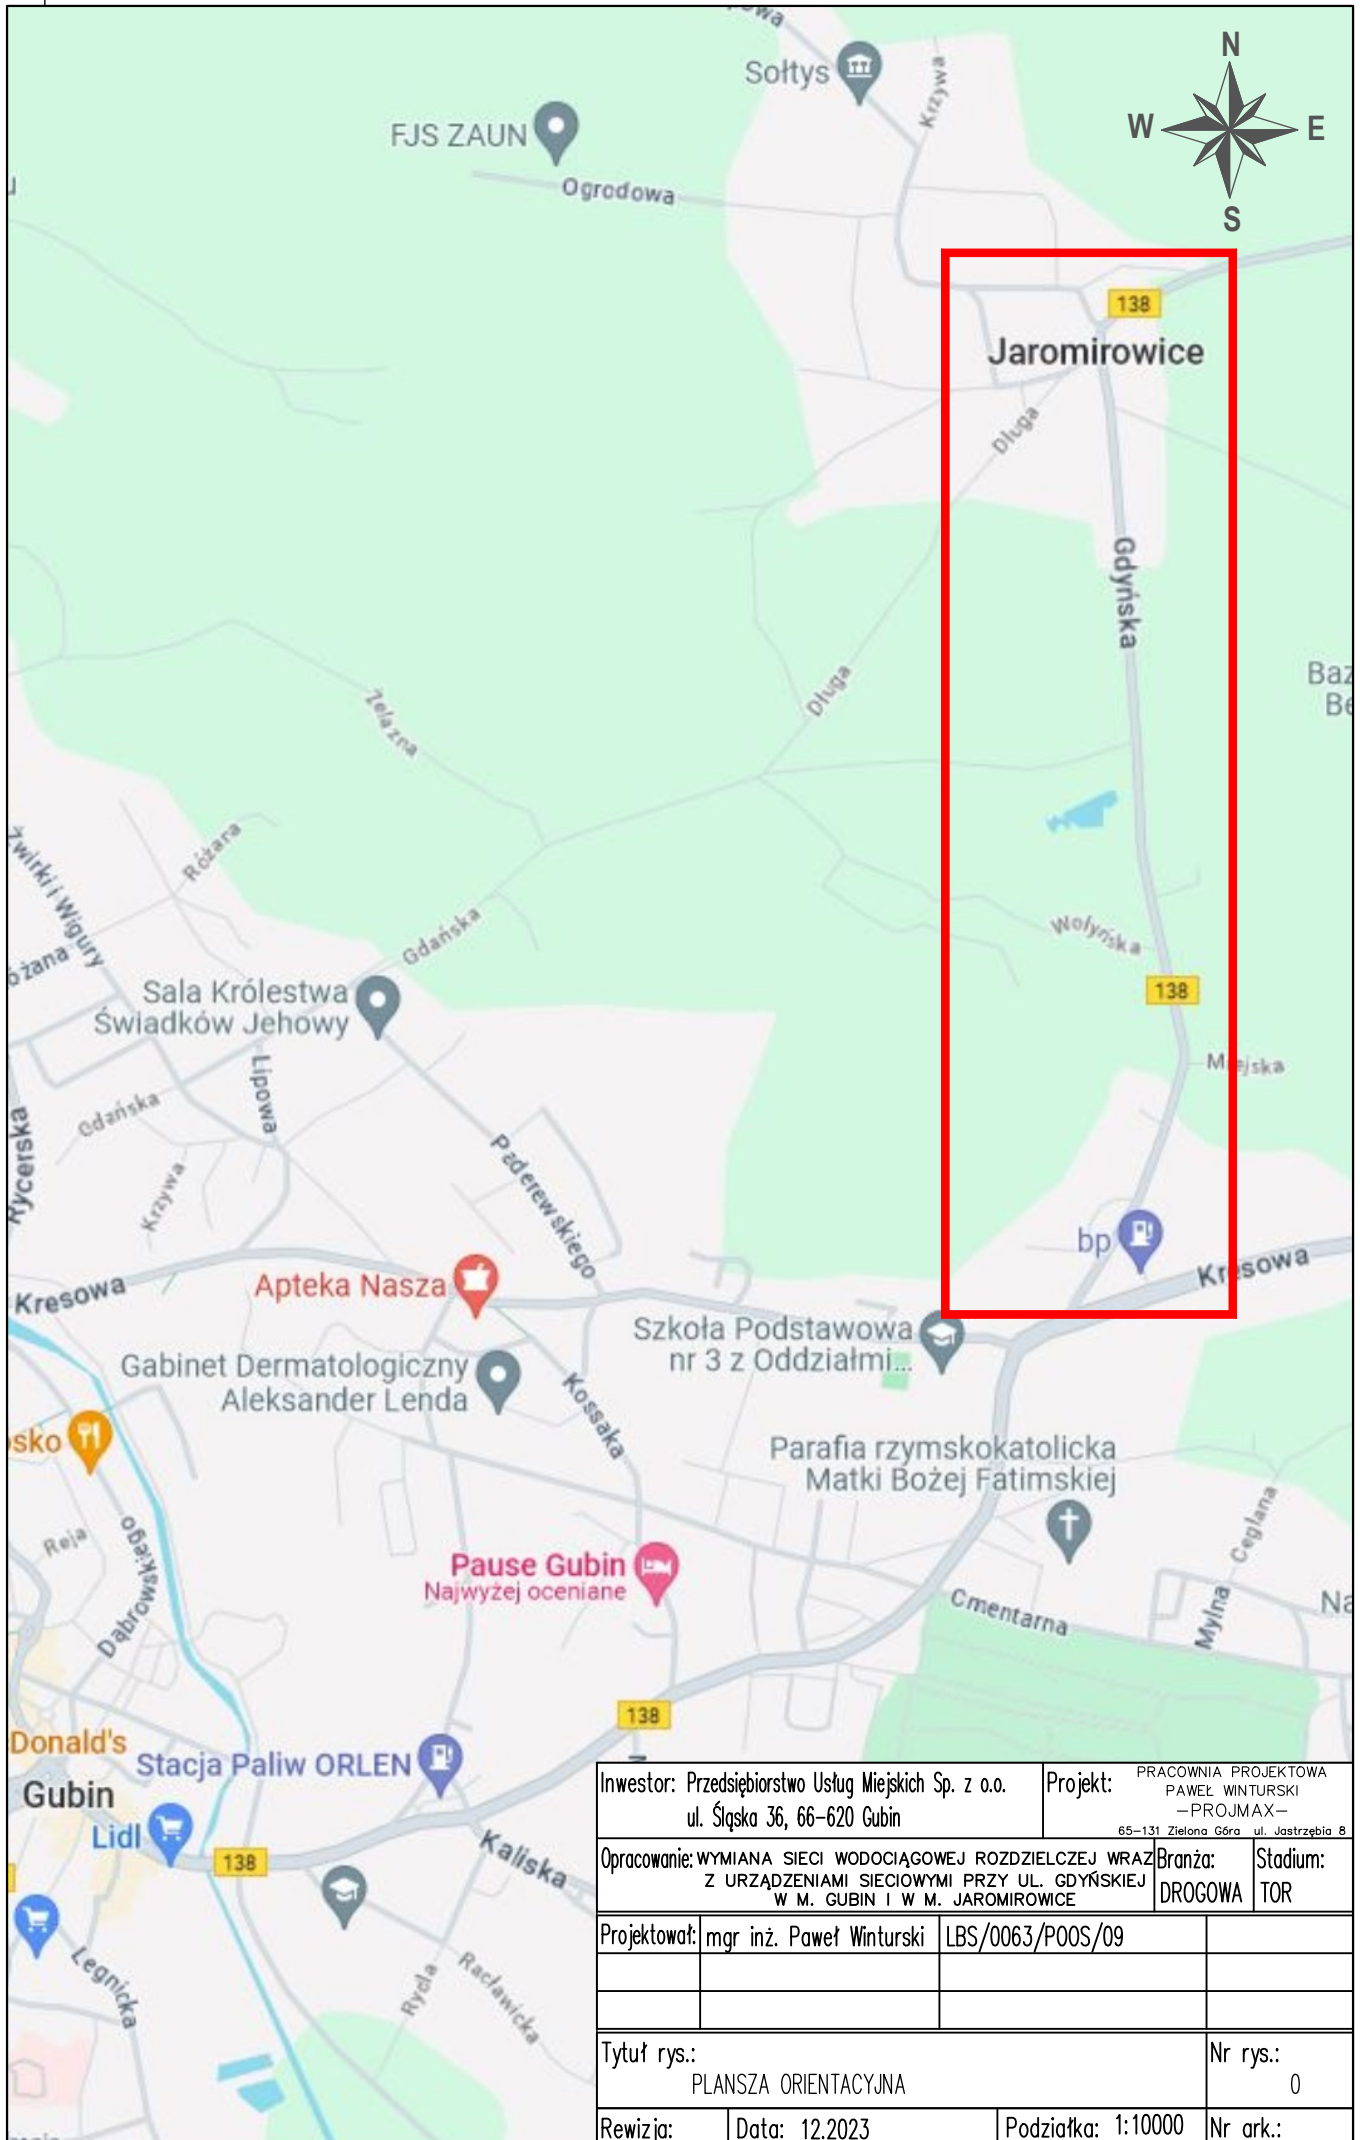 Sołtys
Krzywa
N
W
E
S
FJS ZAUN
Ogrodowa
138
Jaromirowice
Długa
Gdyńska
Długa
Żelazna
Różana
Żwirki i Wigury
Gdańska
Wołyńska
Sala Królestwa
Świadków Jehowy
138
Miejska
Lipowa
Gdańska
Rycerska
Krzywa
Paderewskiego
bp
Kresowa
Kresowa
Apteka Nasza
Szkoła Podstawowa
nr 3 z Oddziałmi...
Gabinet Dermatologiczny
Aleksander Lenda
Kossaka
Parafia rzymskokatolicka
Matki Bożej Fatimskiej
Reja
Dąbrowskiego
Ceglana
Pause Gubin
Najwyżej oceniane
Cmentarna
Mylna
138
Donald's
Gubin
Stacja Paliw ORLEN
Lidl
138
Kaliska
Legnicka
Rydla
Racławicka
Inwestor: Przedsiębiorstwo Usług Miejskich Sp. z o.o.
ul. Śląska 36, 66-620 Gubin
Projekt: PRACOWNIA PROJEKTOWA
PAWEŁ WINTURSKI
-PROJMAX-
65-131 Zielona Góra ul. Jastrzębia 8
Opracowanie: WYMIANA SIECI WODOCIĄGOWEJ ROZDZIELCZEJ WRAZ
Z URZĄDZENIAMI SIECIOWYMI PRZY UL. GDYŃSKIEJ
W M. GUBIN I W M. JAROMIROWICE
Branża:
DROGOWA
Stadium:
TOR
Projektował: mgr inż. Paweł Winturski LBS/0063/POOS/09
Tytuł rys.:
PLANSZA ORIENTACYJNA
Nr rys.:
0
Rewizja: Data: 12.2023 Podziałka: 1:10000 Nr ark.: